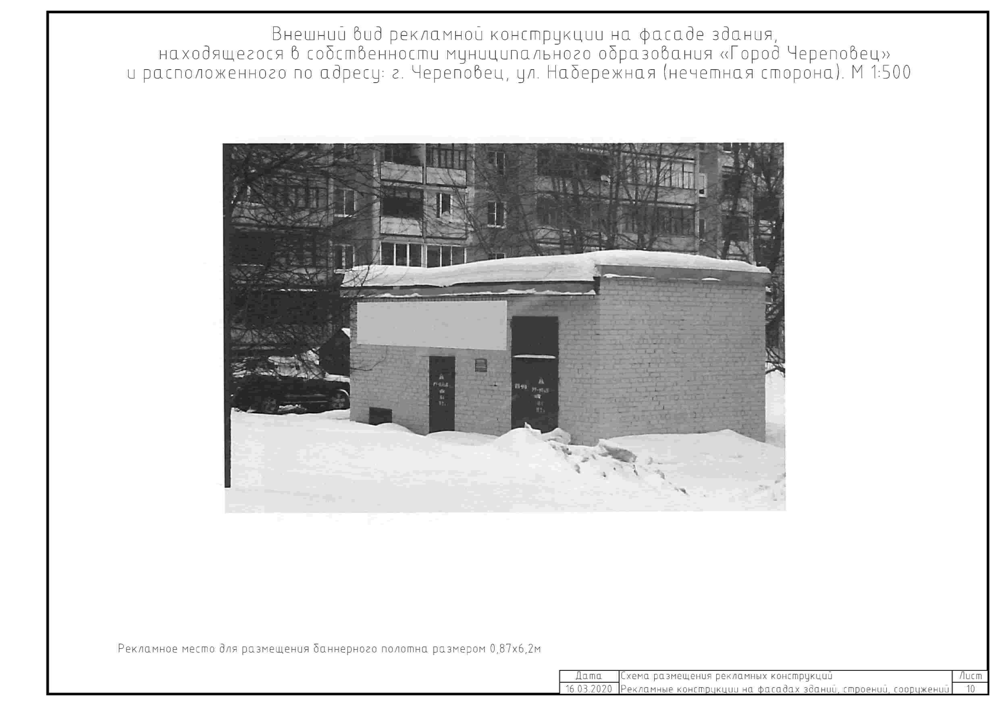 Внешний вид рекламной конструкции на фасаде здания,
находящегося в собственности муниципального образования «Город Череповец»
и расположенного по адресу: г. Череповец, ул. Набережная (нечетная сторона). М 1:500
Рекламное место для размещения баннерного полотна размером 0,87х6,2м
Дата
Схема размещения рекламных конструкций
Лист
16.03.2020
Рекламные конструкции на фасадах зданий, строений, сооружений
10